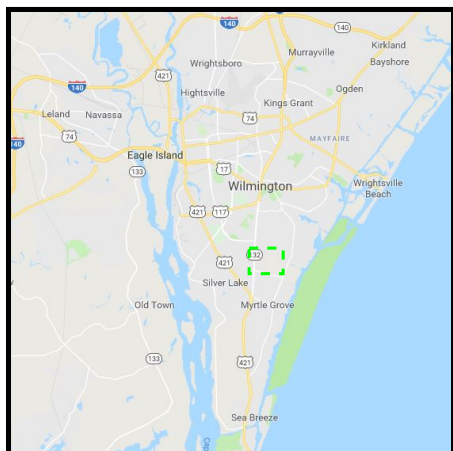 140
140
Kirkland
Murrayville
Wrightsboro
Bayshore
421
140
Hightsville
Ogden
Kings Grant
Leland
Navassa
74
74
MAYFAIRE
140
Eagle Island
133
17
Wilmington
Wrightsville
Beach
421
117
132
421
Silver Lake
Old Town
Myrtle Grove
133
421
Sea Breeze
Cap